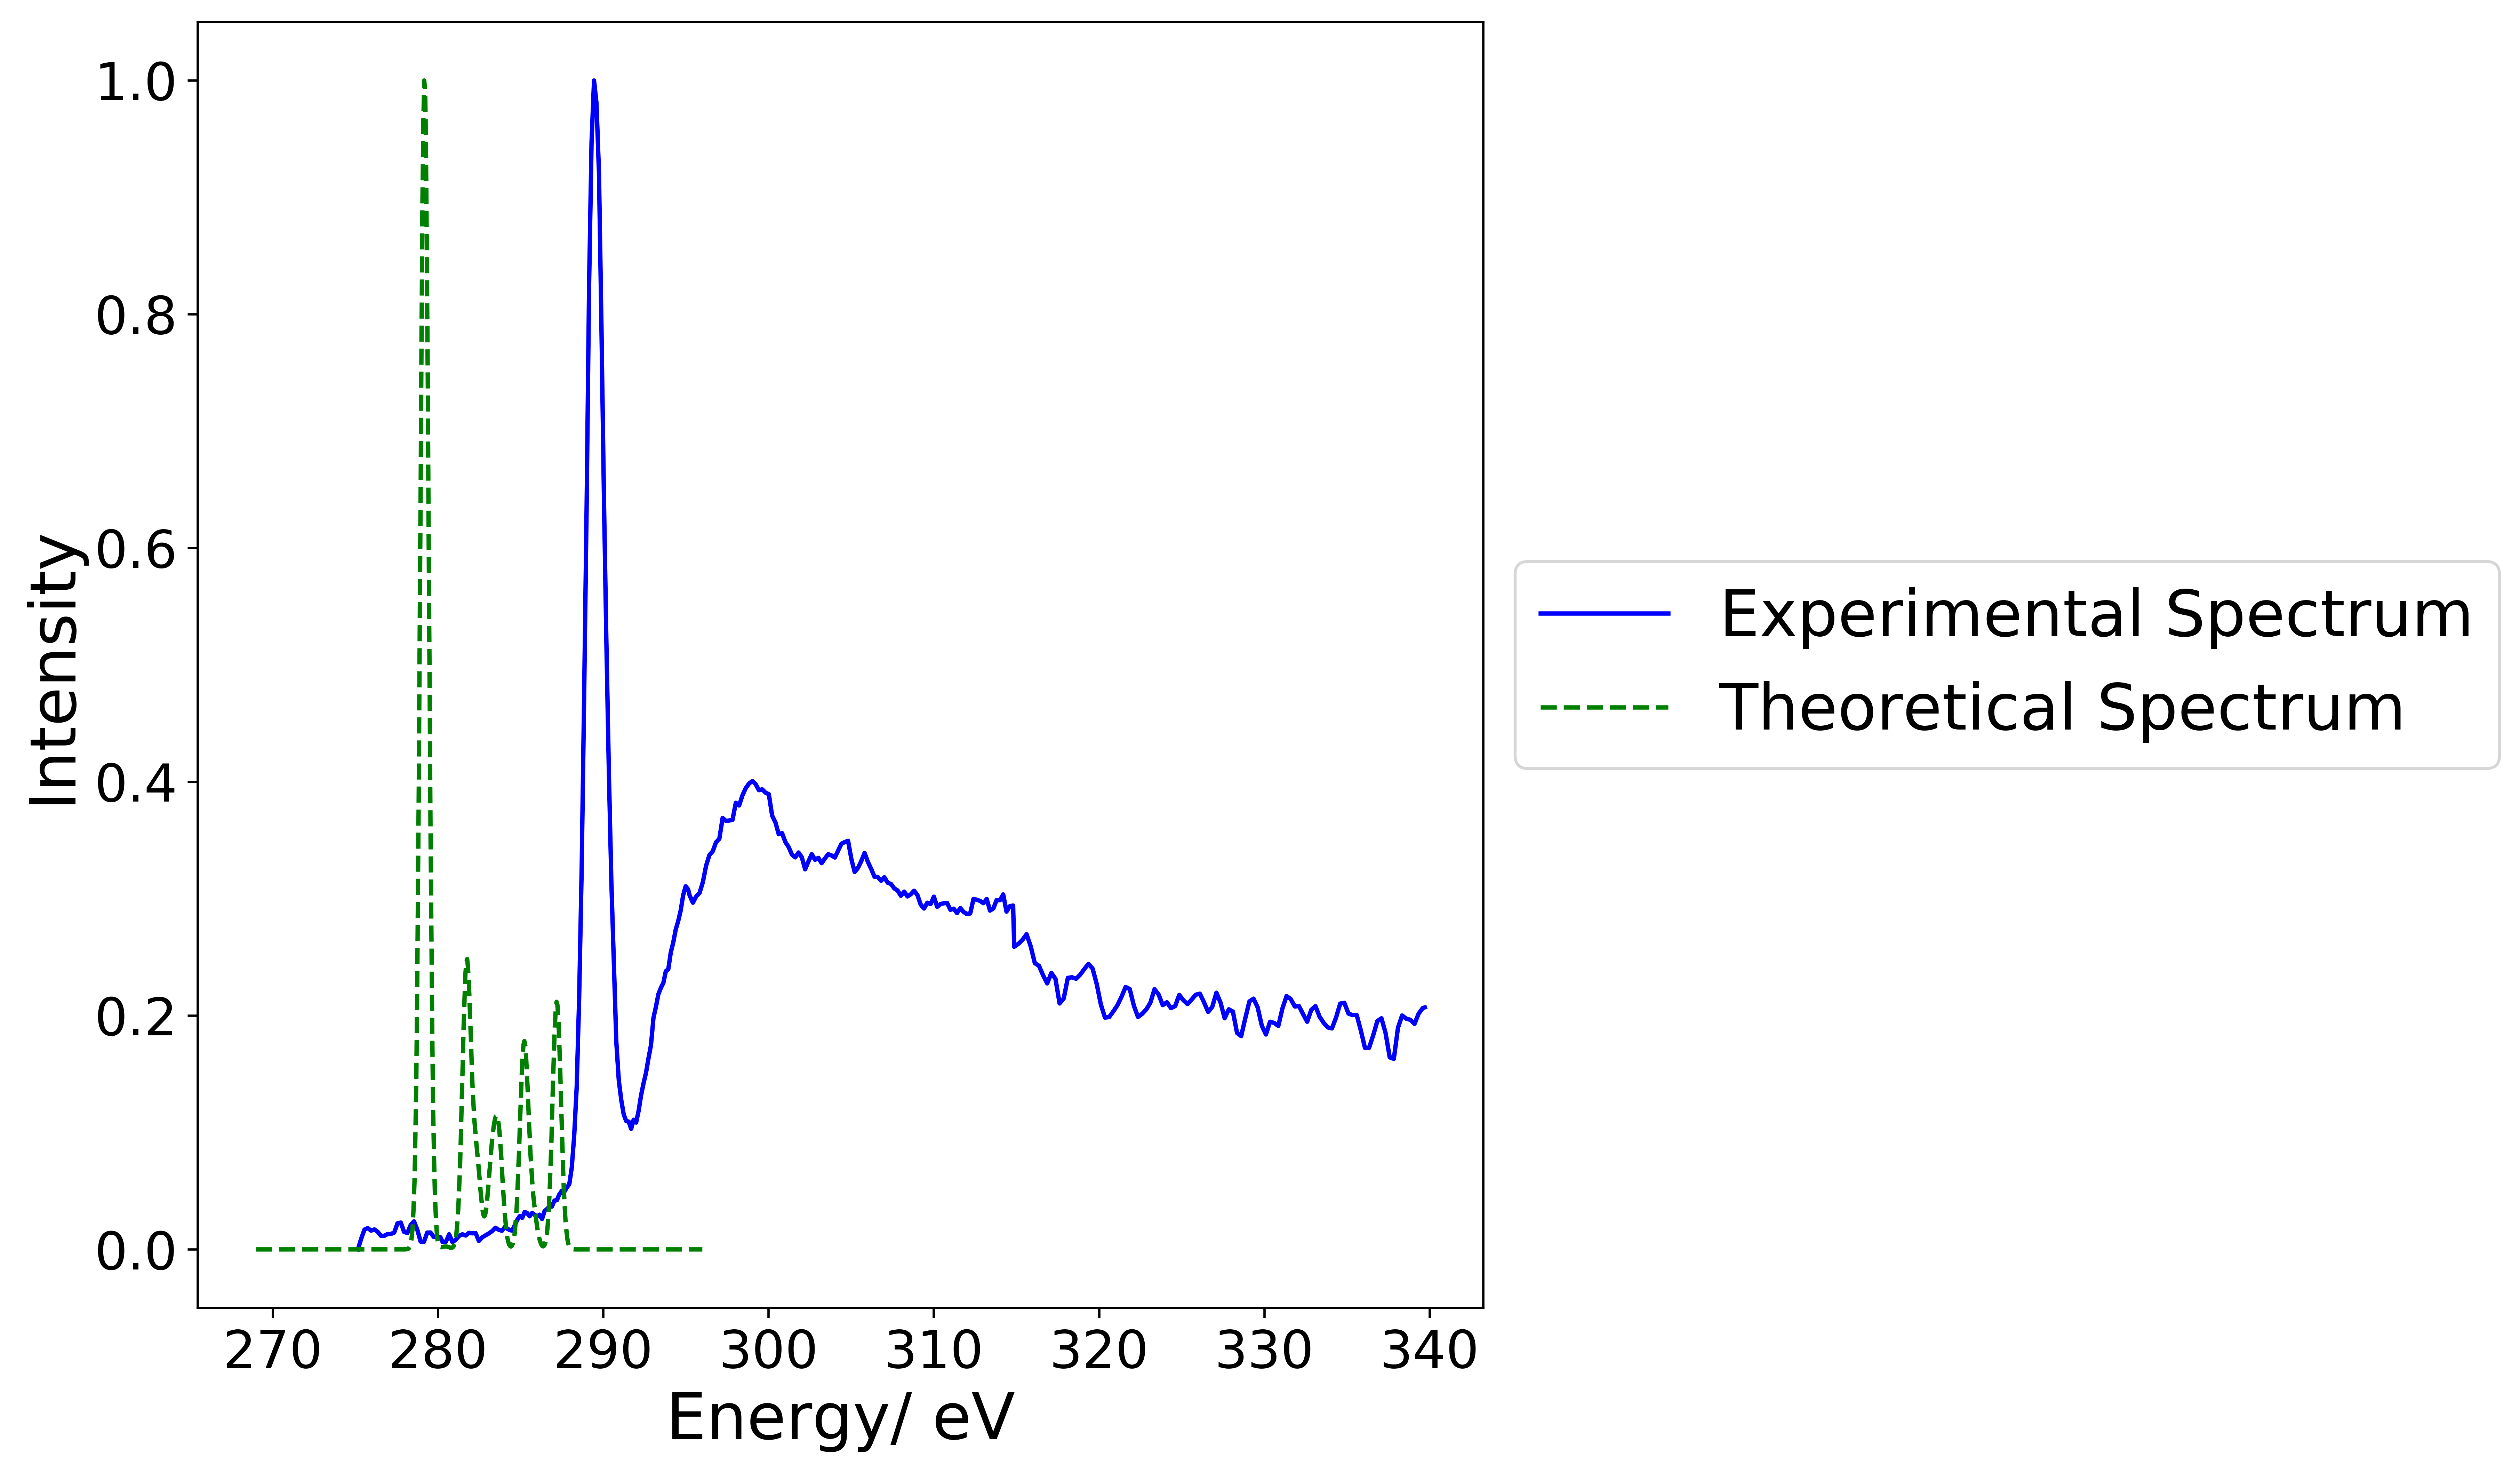 1.0
0.8
0.6
0.4
0.2
0.0
Intensity
270 280 290 300 310 320 330 340
Energy/ eV
Experimental Spectrum
Theoretical Spectrum